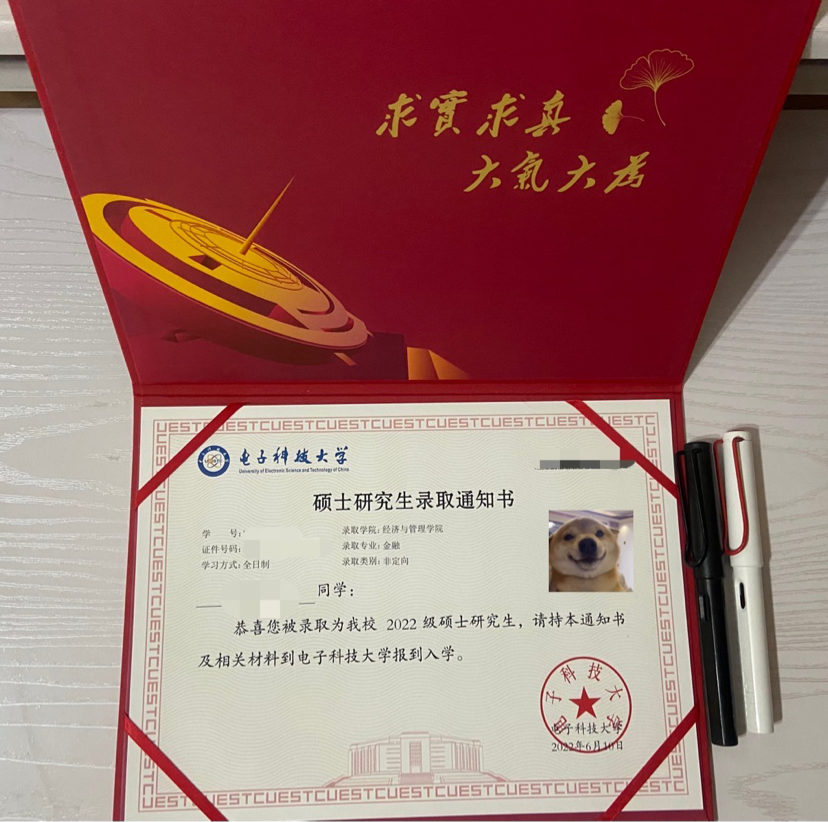 求實求真
大氣大為
电子科技大学
University of Electronic Science and Technology of China
硕士研究生录取通知书
学 号:
录取学院: 经济与管理学院
证件号码:
录取专业: 金融
学习方式: 全日制
录取类别: 非定向
同学:
恭喜您被录取为我校 2022 级硕士研究生，请持本通知书
及相关材料到电子科技大学报到入学。
电子科技大学
电子科技大学
2022年6月10日
UESTCUESTCUESTCUESTCUESTCUESTCUESTCUESTC